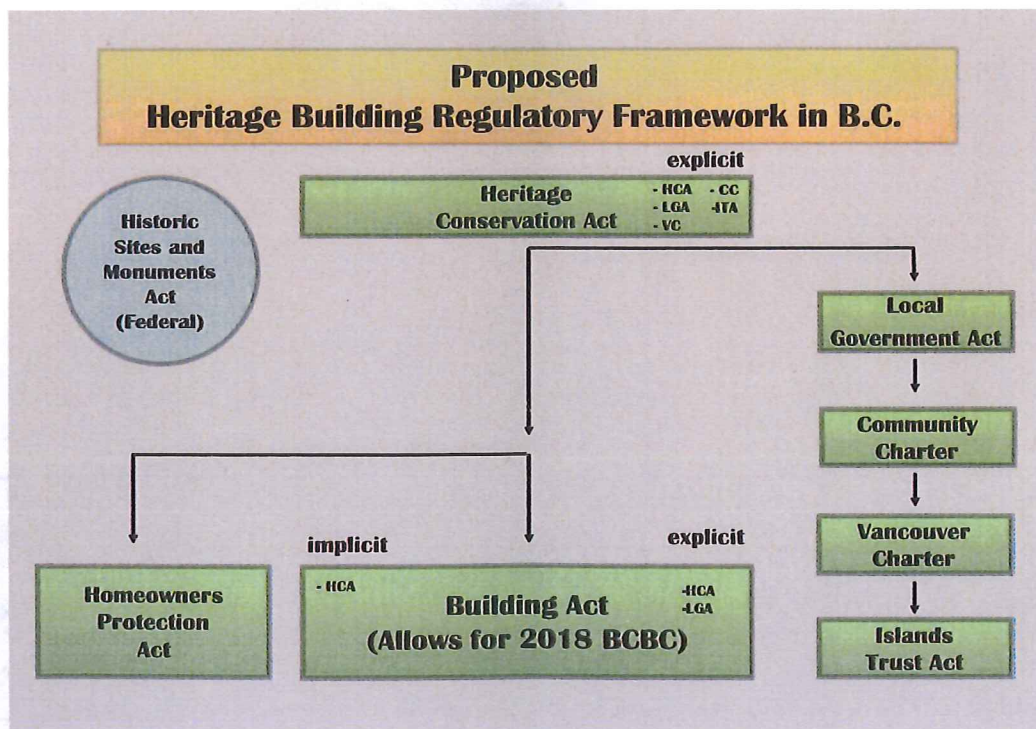 Proposed
Heritage Building Regulatory Framework in B.C.
explicit
Heritage
Conservation Act
- HCA - CC
- LGA -ITA
- VC
Historic
Sites and
Monuments
Act
(Federal)
Local
Government Act
Community
Charter
Vancouver
Charter
Islands
Trust Act
Homeowners
Protection
Act
implicit
explicit
- HCA
Building Act
(Allows for 2018 BCBC)
-HCA
-LGA